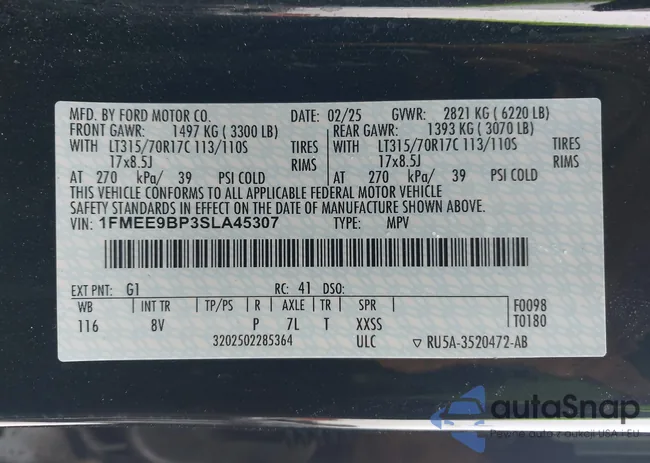 MFD. BY FORD MOTOR CO. DATE: 02/25 GVWR: 2821 KG ( 6220 LB)
FRONT GAWR: 1497 KG ( 3300 LB) REAR GAWR: 1393 KG ( 3070 LB)
WITH LT315/70R17C 113/110S TIRES WITH LT315/70R17C 113/110S TIRES
17x8.5J RIMS 17x8.5J RIMS
AT 270 kPa/ 39 PSI COLD AT 270 kPa/ 39 PSI COLD
THIS VEHICLE CONFORMS TO ALL APPLICABLE FEDERAL MOTOR VEHICLE
SAFETY STANDARDS IN EFFECT ON THE DATE OF MANUFACTURE SHOWN ABOVE.
VIN: 1FMEE9BP3SLA45307 TYPE: MPV
EXT PNT: G1 RC: 41 DSO:
WB INT TR TP/PS R AXLE TR SPR F0098
116 8V P 7L T XXSS T0180
3202502285364 ULC ▽ RU5A-3520472-AB
autoSnap
Pewne auto z aukcji USA i EU